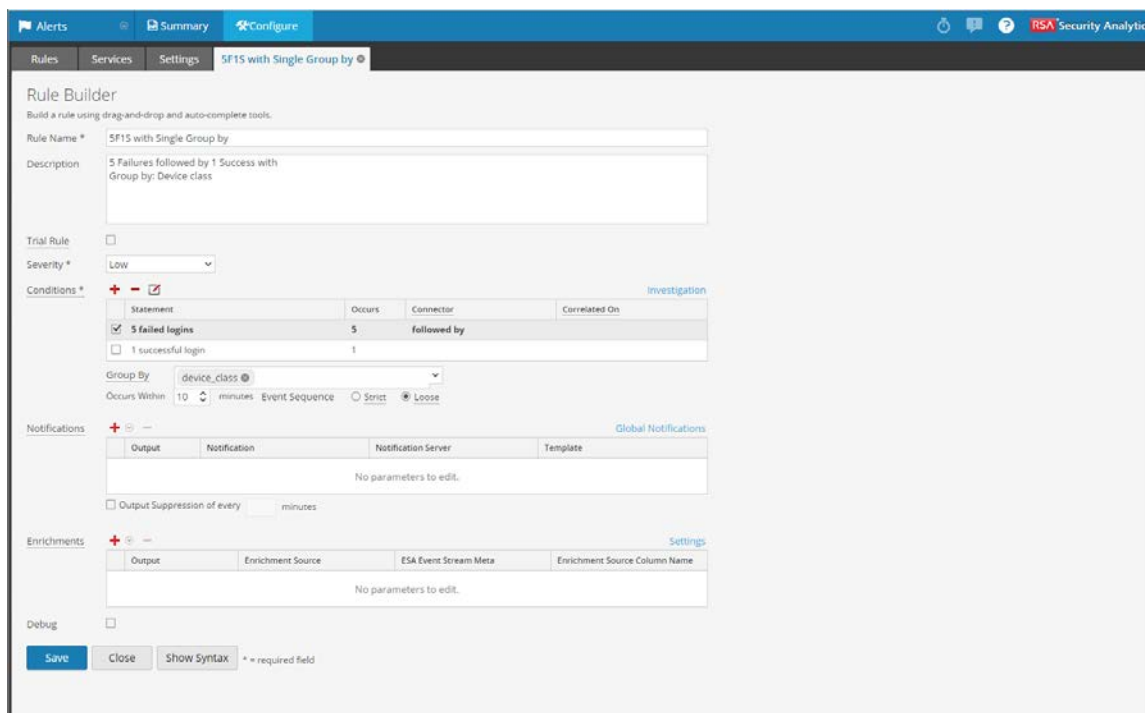 Alerts Summary Configure RSA Security Analytic
Rules Services Settings 5F1S with Single Group by
Rule Builder
Build a rule using drag-and-drop and auto-complete tools.
Rule Name * 5F1S with Single Group by
Description 5 Failures followed by 1 Success with
Group by: Device class
Trial Rule
Severity * Low
Conditions * Investigation
Statement Occurs Connector Correlated On
5 failed logins 5 followed by
1 successful login 1
Group By device_class
Occurs Within 10 minutes Event Sequence Strict Loose
Notifications Global Notifications
Output Notification Notification Server Template
No parameters to edit.
Output Suppression of every minutes
Enrichments Settings
Output Enrichment Source ESA Event Stream Meta Enrichment Source Column Name
No parameters to edit.
Debug
Save Close Show Syntax * = required field